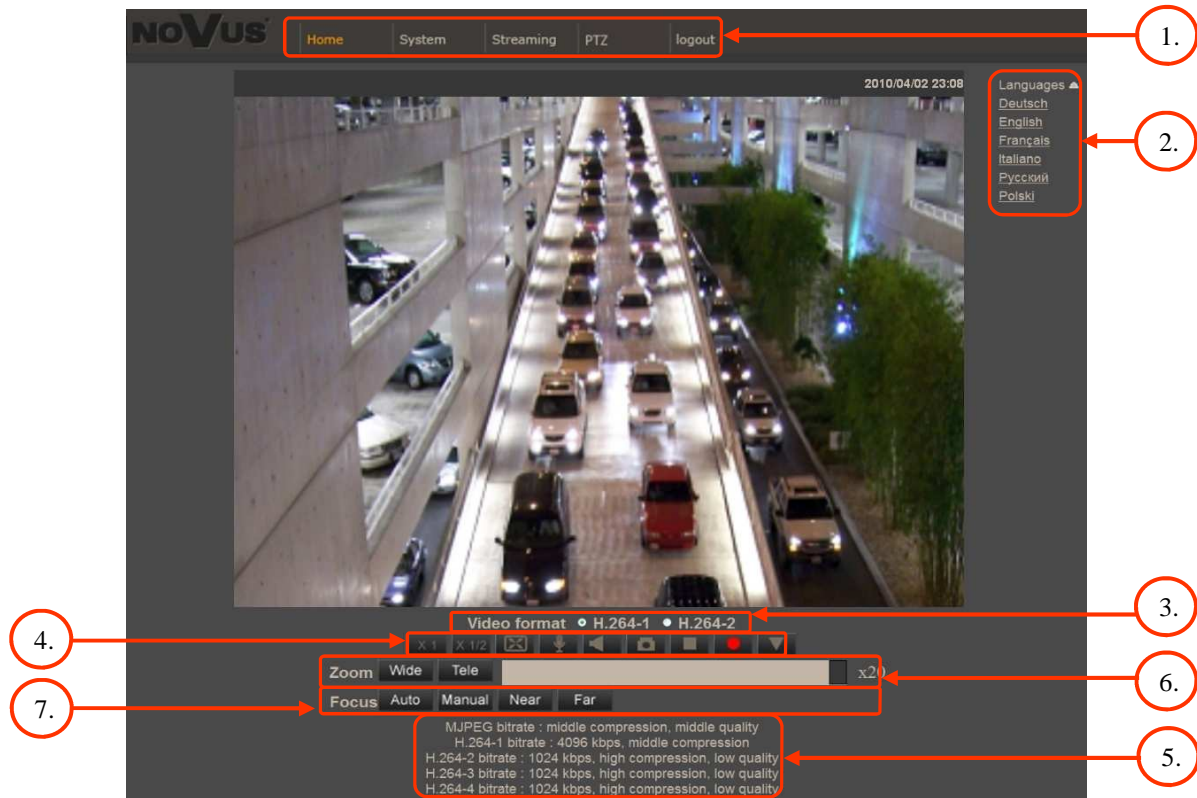 NOVUS
Home System Streaming PTZ logout
1.
2010/04/02 23:08
Languages
Deutsch
English
Français
Italiano
Русский
Polski
2.
3.
Video format H.264-1 H.264-2
4.
X 1 X 1/2
Zoom Wide Tele x20
6.
7.
Focus Auto Manual Near Far
MJPEG bitrate : middle compression, middle quality
H.264-1 bitrate : 4096 kbps, middle compression
H.264-2 bitrate : 1024 kbps, high compression, low quality
H.264-3 bitrate : 1024 kbps, high compression, low quality
H.264-4 bitrate : 1024 kbps, high compression, low quality
5.